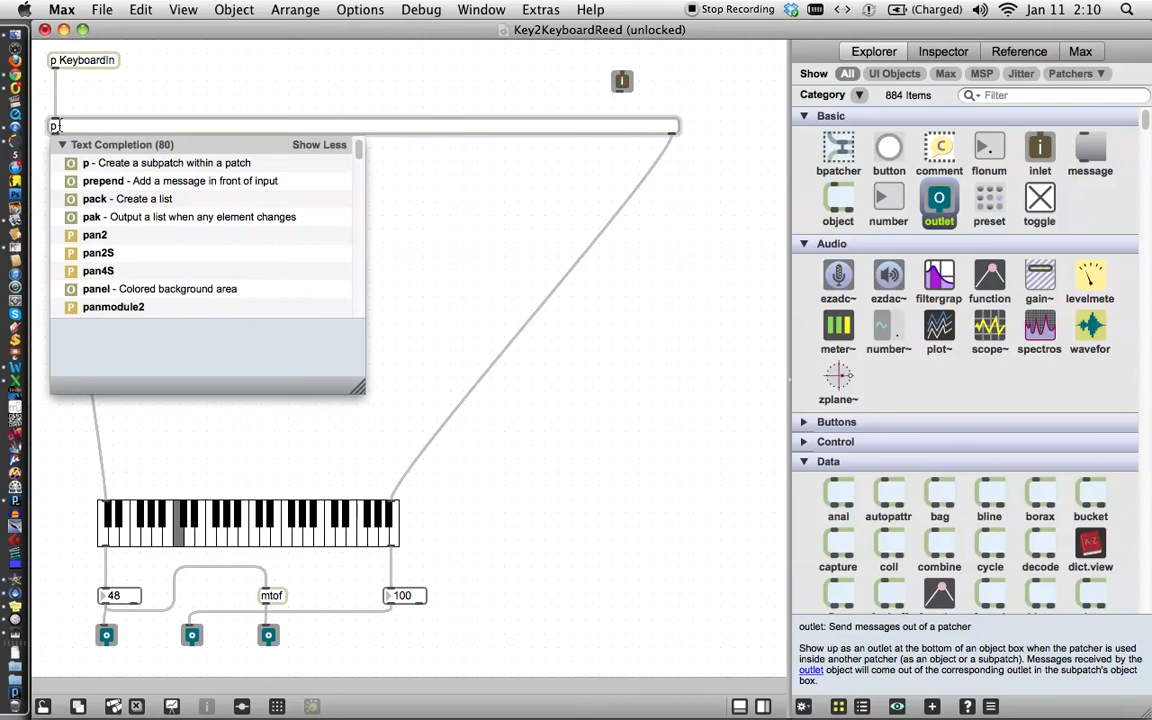 Max File Edit View Object Arrange Options Debug Window Extras Help Stop Recording (Charged) Jan 11 2:10
Key2KeyboardReed (unlocked)
p KeyboardIn
i
p
Text Completion (80) Show Less
p - Create a subpatch within a patch
prepend - Add a message in front of input
pack - Create a list
pak - Output a list when any element changes
pan2
pan2S
pan4S
panel - Colored background area
panmodule2
48 mtof 100
o o o
Explorer Inspector Reference Max
Show All UI Objects Max MSP Jitter Patchers ▼
Category ▼ 884 Items Filter
Basic
bpatcher button comment flonum inlet message
object number outlet preset toggle
Audio
ezadc~ ezdac~ filtergrap function gain~ levelmete
meter~ number~ plot~ scope~ spectros wavefor
zplane~
Buttons
Control
Data
anal autopattr bag bline borax bucket
A-Z
capture coll combine cycle decode dict.view
outlet: Send messages out of a patcher
Show up as an outlet at the bottom of an object box when the patcher is used
inside another patcher (as an object or a subpatch). Messages received by the
outlet object will come out of the corresponding outlet in the subpatch's object
box.